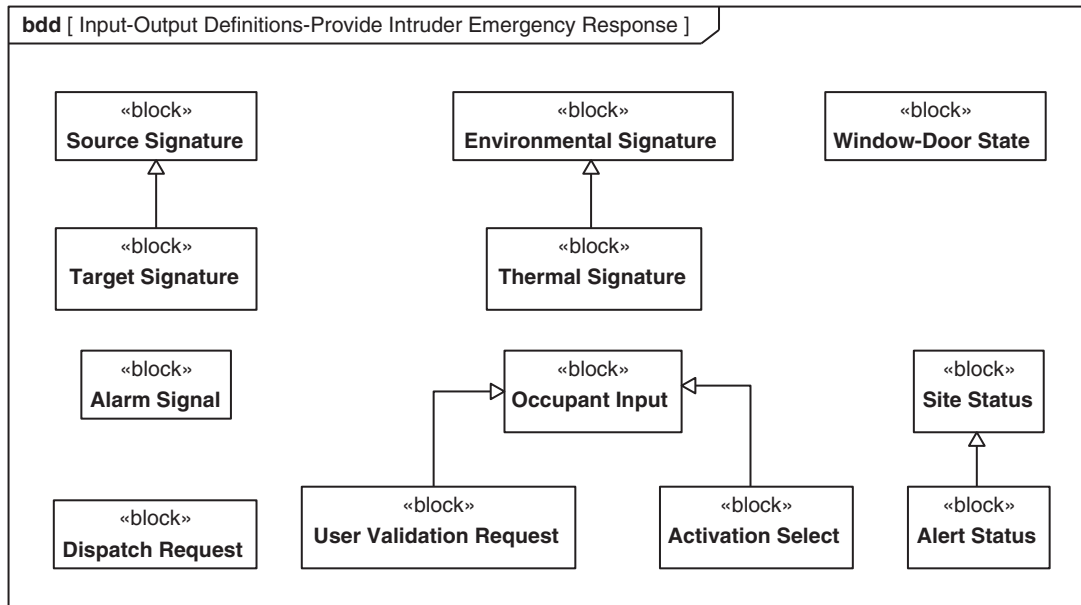 bdd [ Input-Output Definitions-Provide Intruder Emergency Response ]
«block»
Source Signature
«block»
Environmental Signature
«block»
Window-Door State
«block»
Target Signature
«block»
Thermal Signature
«block»
Alarm Signal
«block»
Occupant Input
«block»
Site Status
«block»
Dispatch Request
«block»
User Validation Request
«block»
Activation Select
«block»
Alert Status